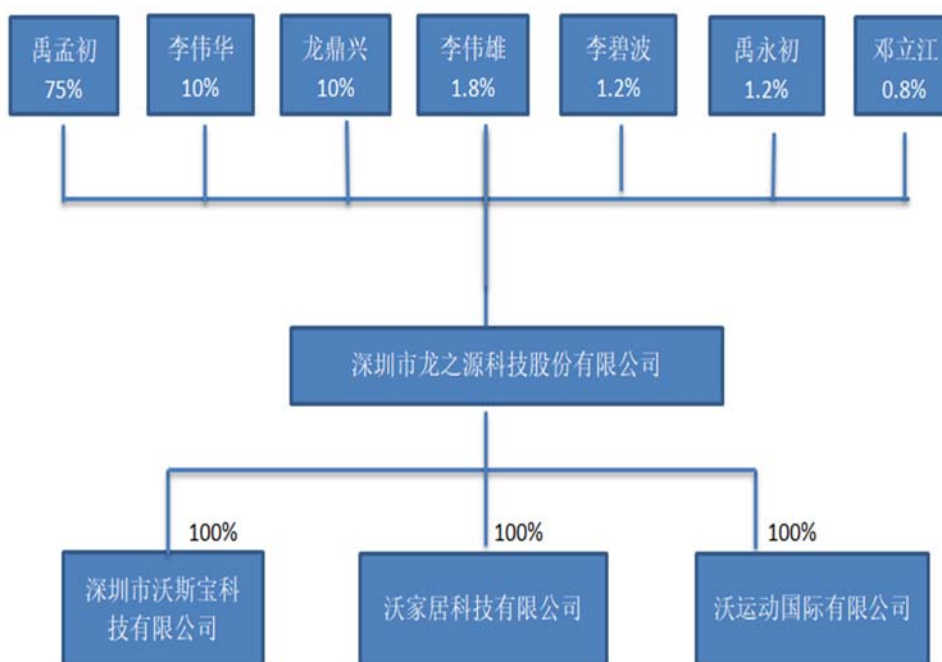 禹孟初
75%
李伟华
10%
龙鼎兴
10%
李伟雄
1.8%
李碧波
1.2%
禹永初
1.2%
邓立江
0.8%
深圳市龙之源科技股份有限公司
100%
100%
100%
深圳市沃斯宝科
技有限公司
沃家居科技有限公司
沃运动国际有限公司